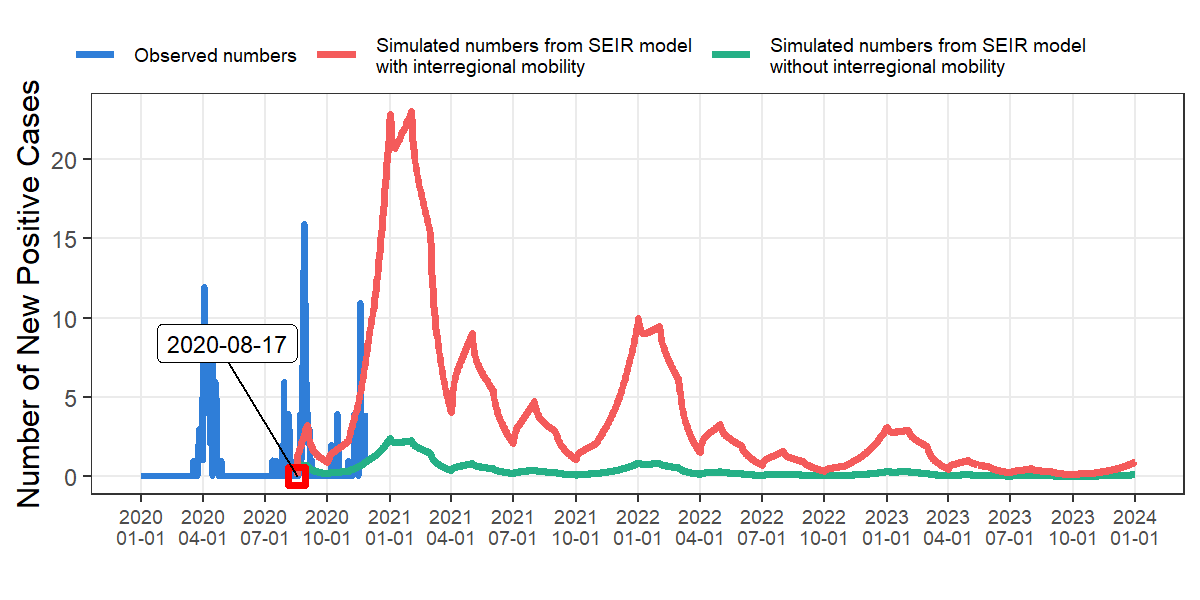 Observed numbers
Simulated numbers from SEIR model
with interregional mobility
Simulated numbers from SEIR model
without interregional mobility
Number of New Positive Cases
20
15
10
5
0
2020-08-17
2020 2020 2020 2020 2021 2021 2021 2021 2022 2022 2022 2022 2023 2023 2023 2023 2024
01-01 04-01 07-01 10-01 01-01 04-01 07-01 10-01 01-01 04-01 07-01 10-01 01-01 04-01 07-01 10-01 01-01